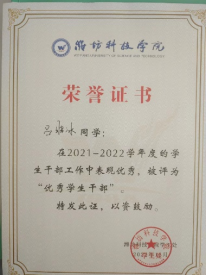 潍坊科技学院
荣誉证书
同学：
在2021-2022学年度的学
生干部工作中表现优秀，被评为
“优秀学生干部”。
特发此证，以资鼓励。